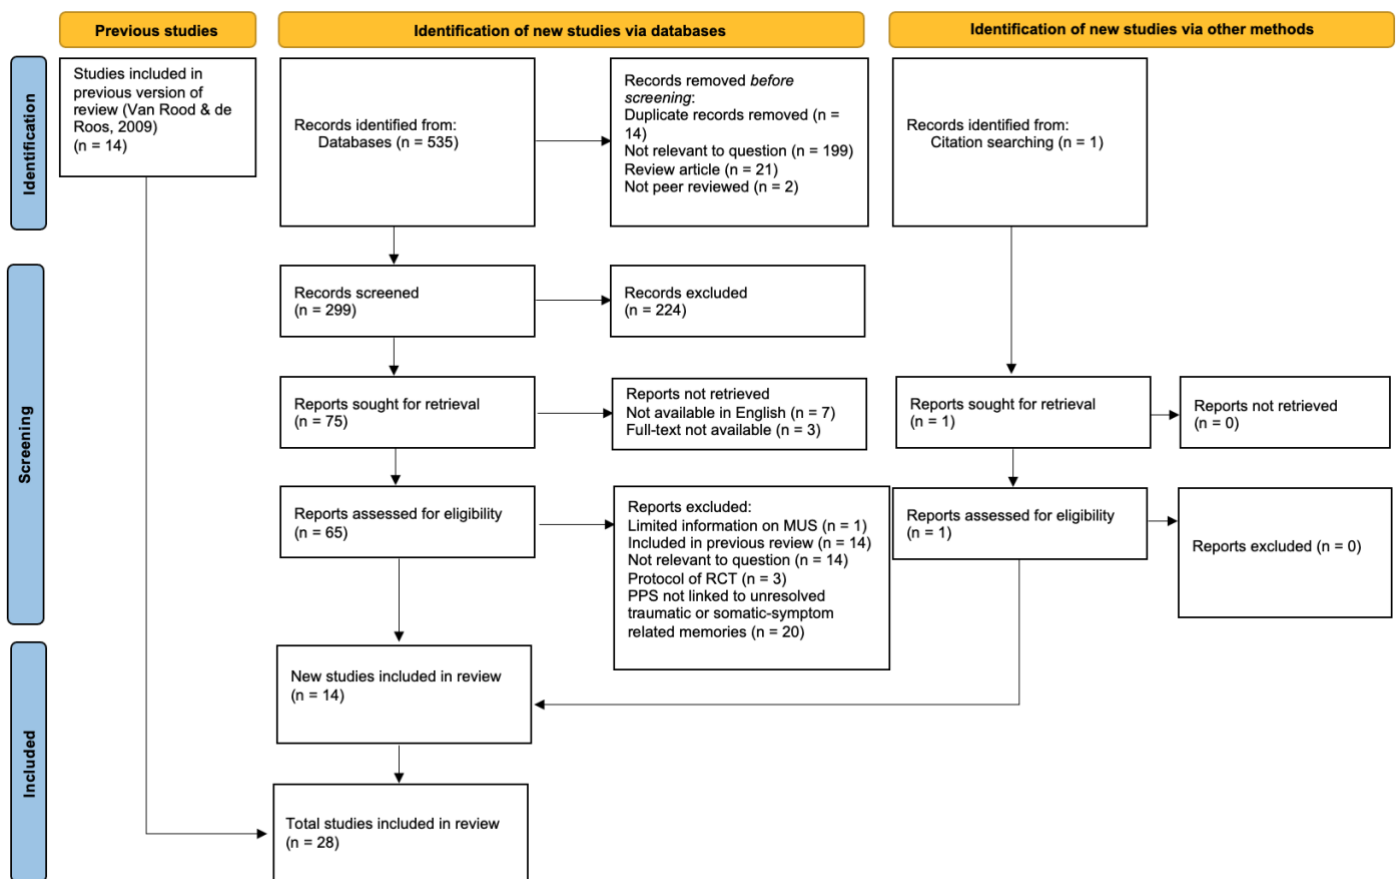 Previous studies
Identification of new studies via databases
Identification of new studies via other methods
Identification
Studies included in
previous version of
review (Van Rood & de
Roos, 2009)
(n = 14)
Records identified from:
Databases (n = 535)
Records removed before
screening:
Duplicate records removed (n =
14)
Not relevant to question (n = 199)
Review article (n = 21)
Not peer reviewed (n = 2)
Records identified from:
Citation searching (n = 1)
Screening
Records screened
(n = 299)
Records excluded
(n = 224)
Reports sought for retrieval
(n = 75)
Reports not retrieved
Not available in English (n = 7)
Full-text not available (n = 3)
Reports sought for retrieval
(n = 1)
Reports not retrieved
(n = 0)
Reports assessed for eligibility
(n = 65)
Reports excluded:
Limited information on MUS (n = 1)
Included in previous review (n = 14)
Not relevant to question (n = 14)
Protocol of RCT (n = 3)
PPS not linked to unresolved
traumatic or somatic-symptom
related memories (n = 20)
Reports assessed for eligibility
(n = 1)
Reports excluded (n = 0)
Included
New studies included in review
(n = 14)
Total studies included in review
(n = 28)